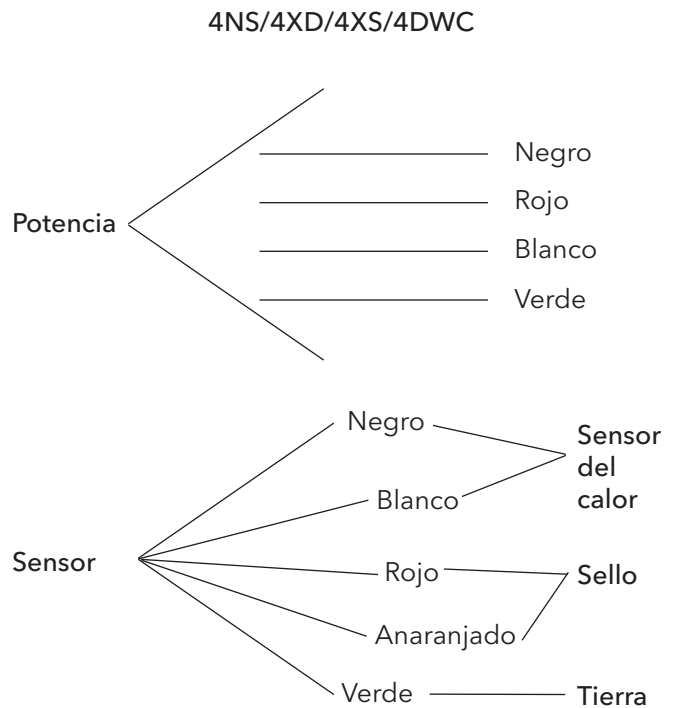 4NS/4XD/4XS/4DWC
Negro
Rojo
Potencia
Blanco
Verde
Negro
Sensor
del
calor
Blanco
Sensor
Rojo
Sello
Anaranjado
Verde
Tierra